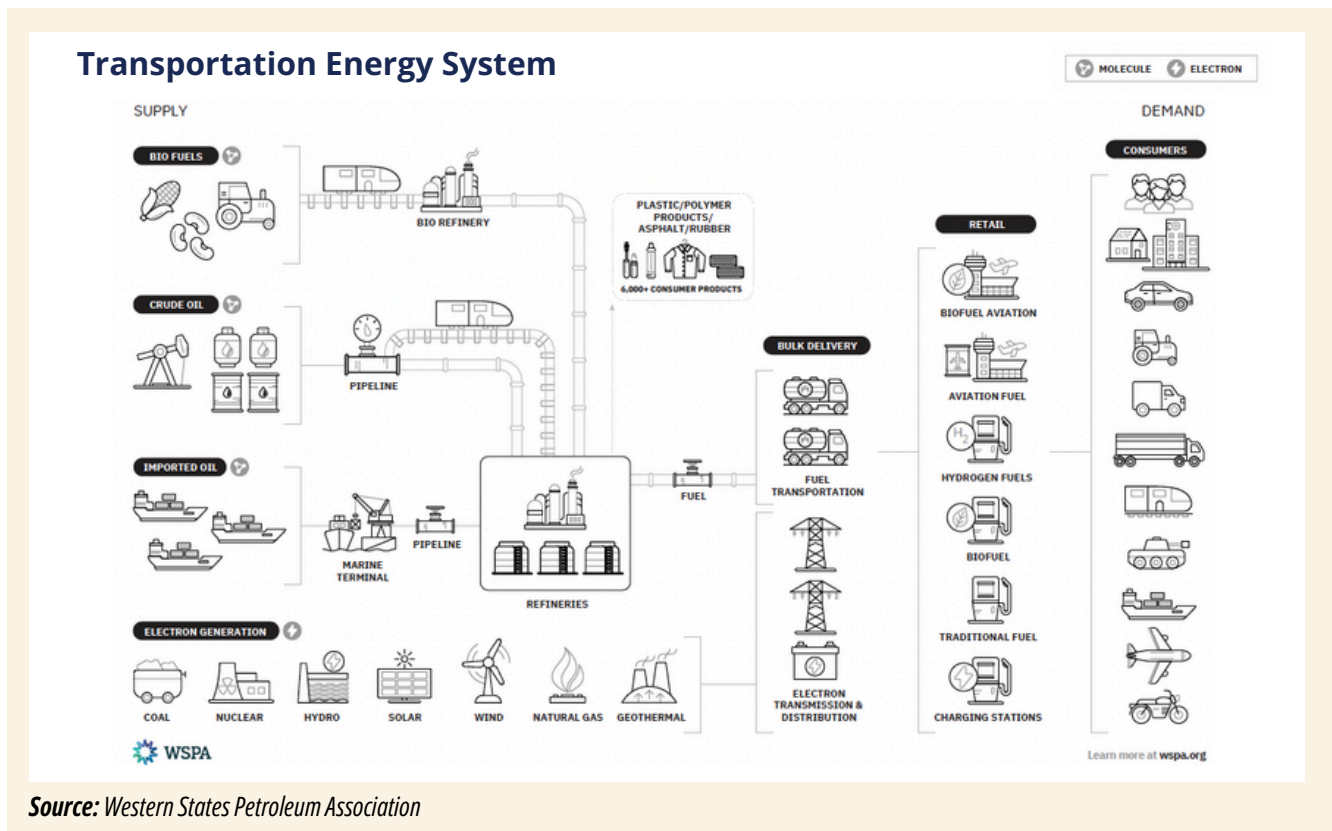 Transportation Energy System
MOLECULE
ELECTRON
SUPPLY
DEMAND
BIO FUELS
BIO REFINERY
CRUDE OIL
PIPELINE
IMPORTED OIL
MARINE
TERMINAL
PIPELINE
REFINERIES
PLASTIC/POLYMER
PRODUCTS/
ASPHALT/RUBBER
6,000+ CONSUMER PRODUCTS
FUEL
ELECTRON GENERATION
COAL
NUCLEAR
HYDRO
SOLAR
WIND
NATURAL GAS
GEOTHERMAL
BULK DELIVERY
FUEL
TRANSPORTATION
ELECTRON
TRANSMISSION &
DISTRIBUTION
RETAIL
BIOFUEL AVIATION
AVIATION FUEL
H2
HYDROGEN FUELS
BIOFUEL
TRADITIONAL FUEL
CHARGING STATIONS
CONSUMERS
WSPA
Learn more at wspa.org
Source: Western States Petroleum Association